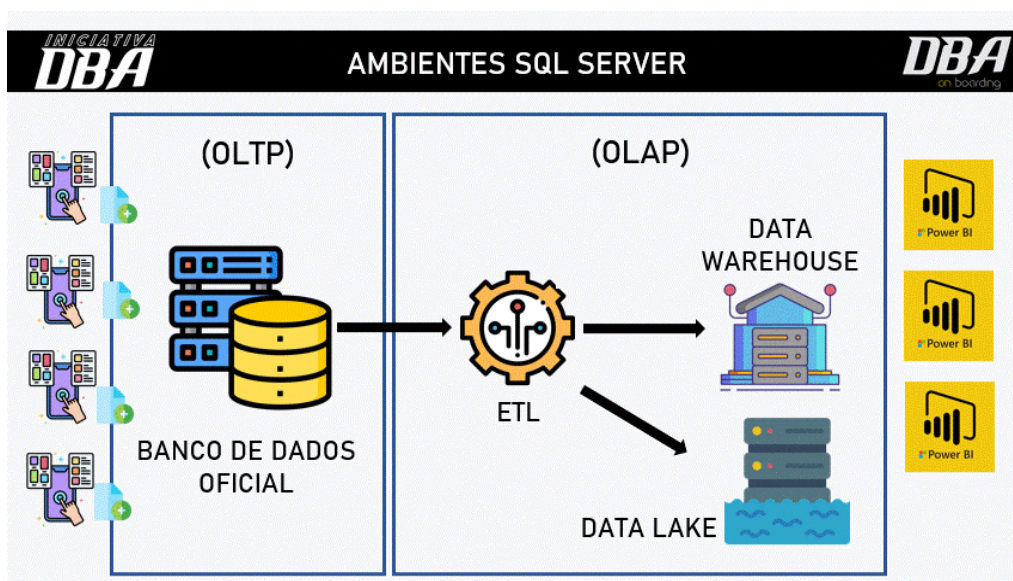 INICIATIVA
DBA
AMBIENTES SQL SERVER
DBA
on boarding
(OLTP)
(OLAP)
DATA
WAREHOUSE
ETL
BANCO DE DADOS
OFICIAL
DATA LAKE
Power BI
Power BI
Power BI